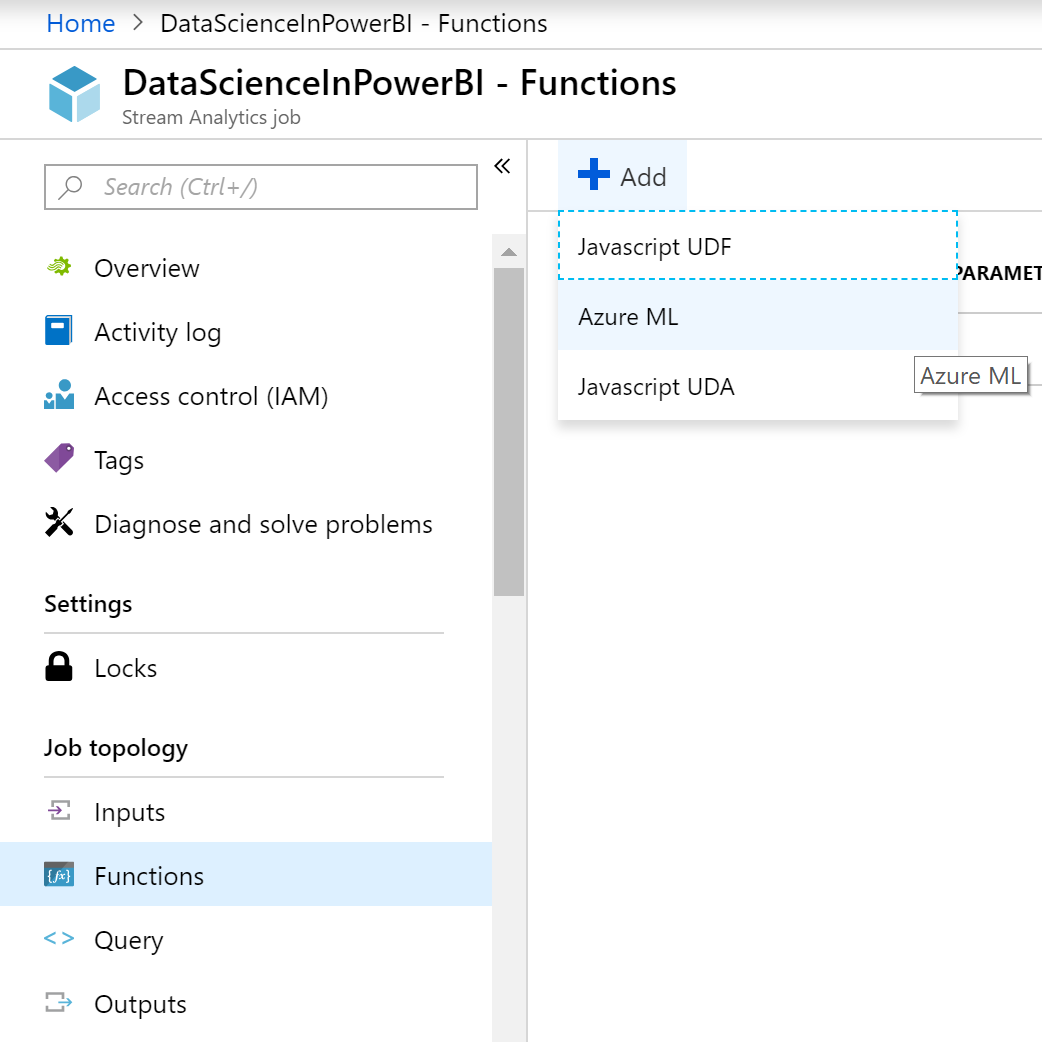 Home > DataScienceInPowerBI - Functions
DataScienceInPowerBI - Functions
Stream Analytics job
Search (Ctrl+/)
Overview
Activity log
Access control (IAM)
Tags
Diagnose and solve problems
Settings
Locks
Job topology
Inputs
Functions
Query
Outputs
Add
Javascript UDF
Azure ML
Javascript UDA
PARAMET
Azure ML